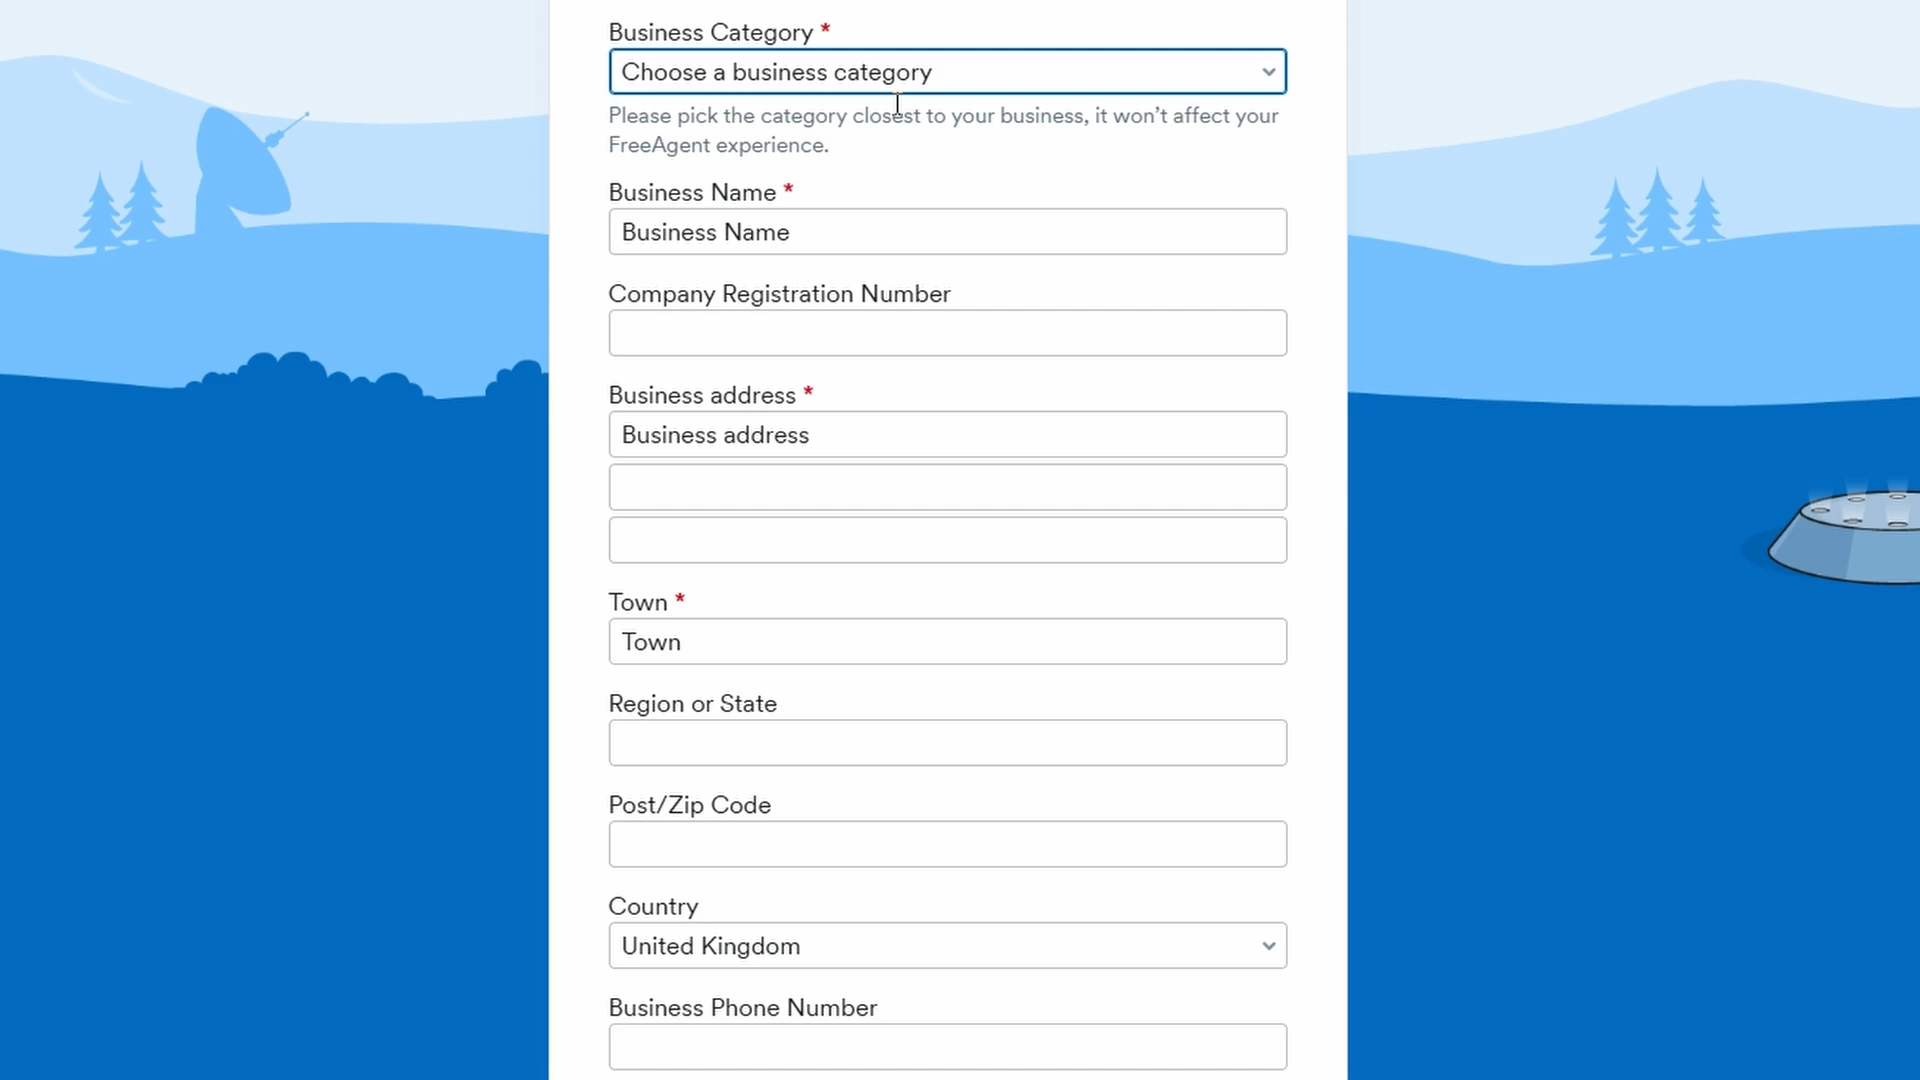 Business Category *
Choose a business category
Please pick the category closest to your business, it won’t affect your
FreeAgent experience.
Business Name *
Business Name
Company Registration Number
Business address *
Business address
Town *
Town
Region or State
Post/Zip Code
Country
United Kingdom
Business Phone Number